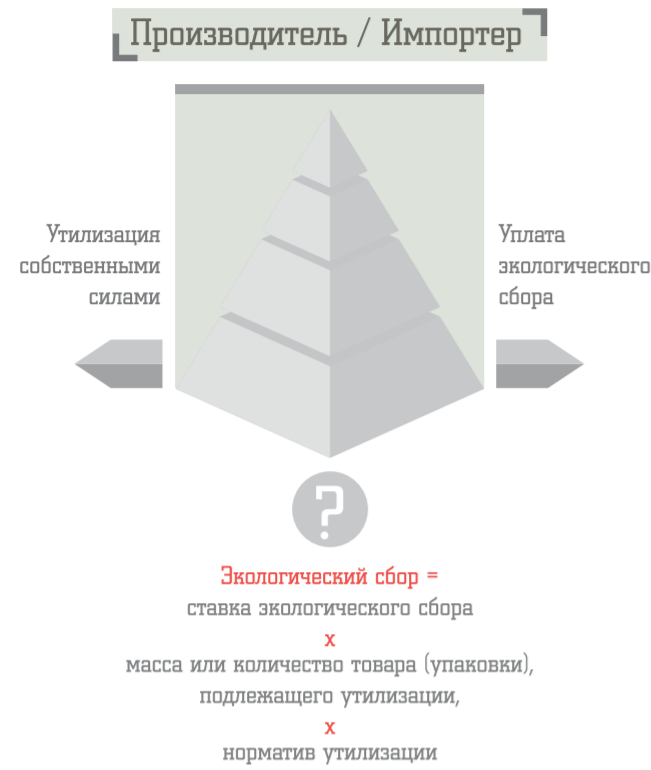 Производитель / Импортер
Утилизация
собственными
силами
Уплата
экологического
сбора
?
Экологический сбор =
ставка экологического сбора
х
масса или количество товара (упаковки),
подлежащего утилизации,
х
норматив утилизации